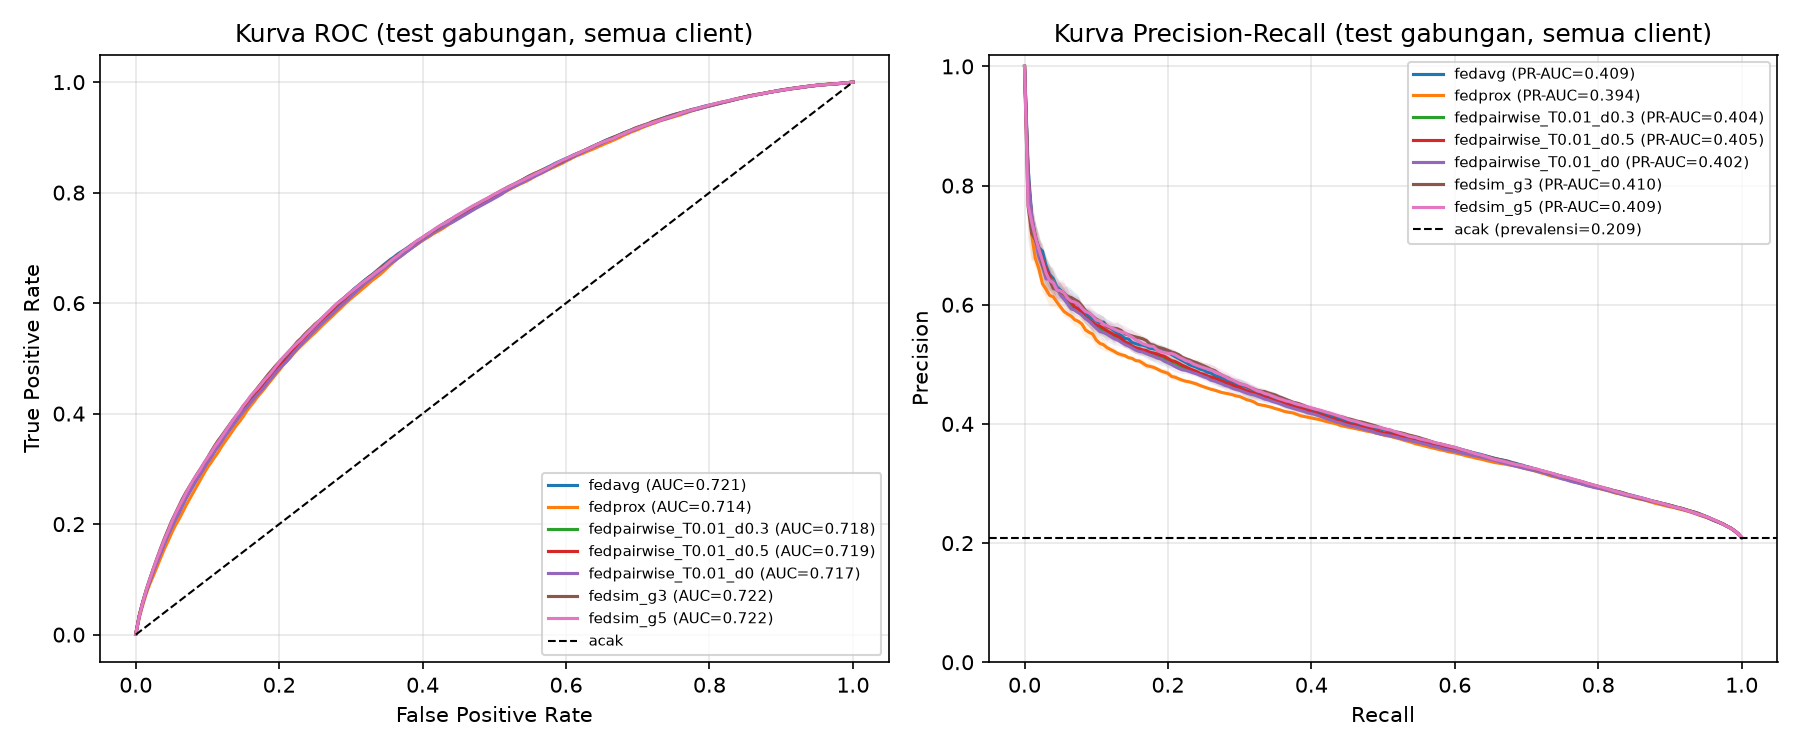 Kurva ROC (test gabungan, semua client)
True Positive Rate
1.0
0.8
0.6
0.4
0.2
0.0
fedavg (AUC=0.721)
fedprox (AUC=0.714)
fedpairwise_T0.01_d0.3 (AUC=0.718)
fedpairwise_T0.01_d0.5 (AUC=0.719)
fedpairwise_T0.01_d0 (AUC=0.717)
fedsim_g3 (AUC=0.722)
fedsim_g5 (AUC=0.722)
acak
0.0 0.2 0.4 0.6 0.8 1.0
False Positive Rate
Kurva Precision-Recall (test gabungan, semua client)
Precision
1.0
0.8
0.6
0.4
0.2
0.0
fedavg (PR-AUC=0.409)
fedprox (PR-AUC=0.394)
fedpairwise_T0.01_d0.3 (PR-AUC=0.404)
fedpairwise_T0.01_d0.5 (PR-AUC=0.405)
fedpairwise_T0.01_d0 (PR-AUC=0.402)
fedsim_g3 (PR-AUC=0.410)
fedsim_g5 (PR-AUC=0.409)
acak (prevalensi=0.209)
0.0 0.2 0.4 0.6 0.8 1.0
Recall